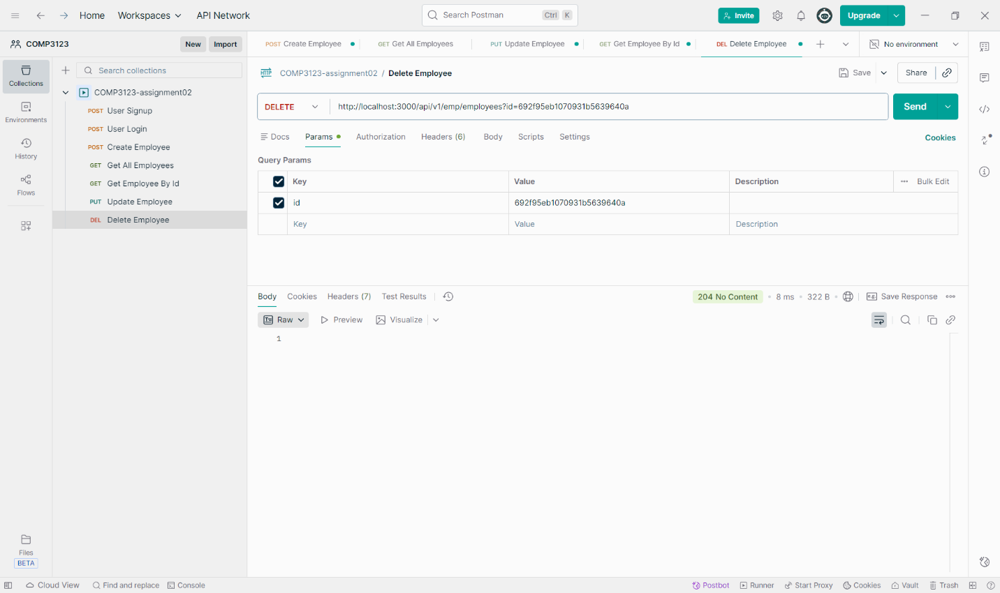 Home Workspaces API Network Search Postman Ctrl K Invite Upgrade
COMP3123 New Import
POST Create Employee GET Get All Employees PUT Update Employee GET Get Employee By Id DEL Delete Employee No environment
Collections
Environments
History
Flows
Files
BETA
Search collections
COMP3123-assignment02
POST User Signup
POST User Login
POST Create Employee
GET Get All Employees
GET Get Employee By Id
PUT Update Employee
DEL Delete Employee
HTTP COMP3123-assignment02 / Delete Employee Save Share
DELETE http://localhost:3000/api/v1/emp/employees?id=692f95eb1070931b5639640a Send
Docs Params Authorization Headers (6) Body Scripts Settings Cookies
Query Params
Key Value Description Bulk Edit
id 692f95eb1070931b5639640a
Key Value Description
Body Cookies Headers (7) Test Results 204 No Content 8 ms 322 B e.g. Save Response
Raw Preview Visualize
1
Cloud View Find and replace Console Postbot Runner Start Proxy Cookies Vault Trash